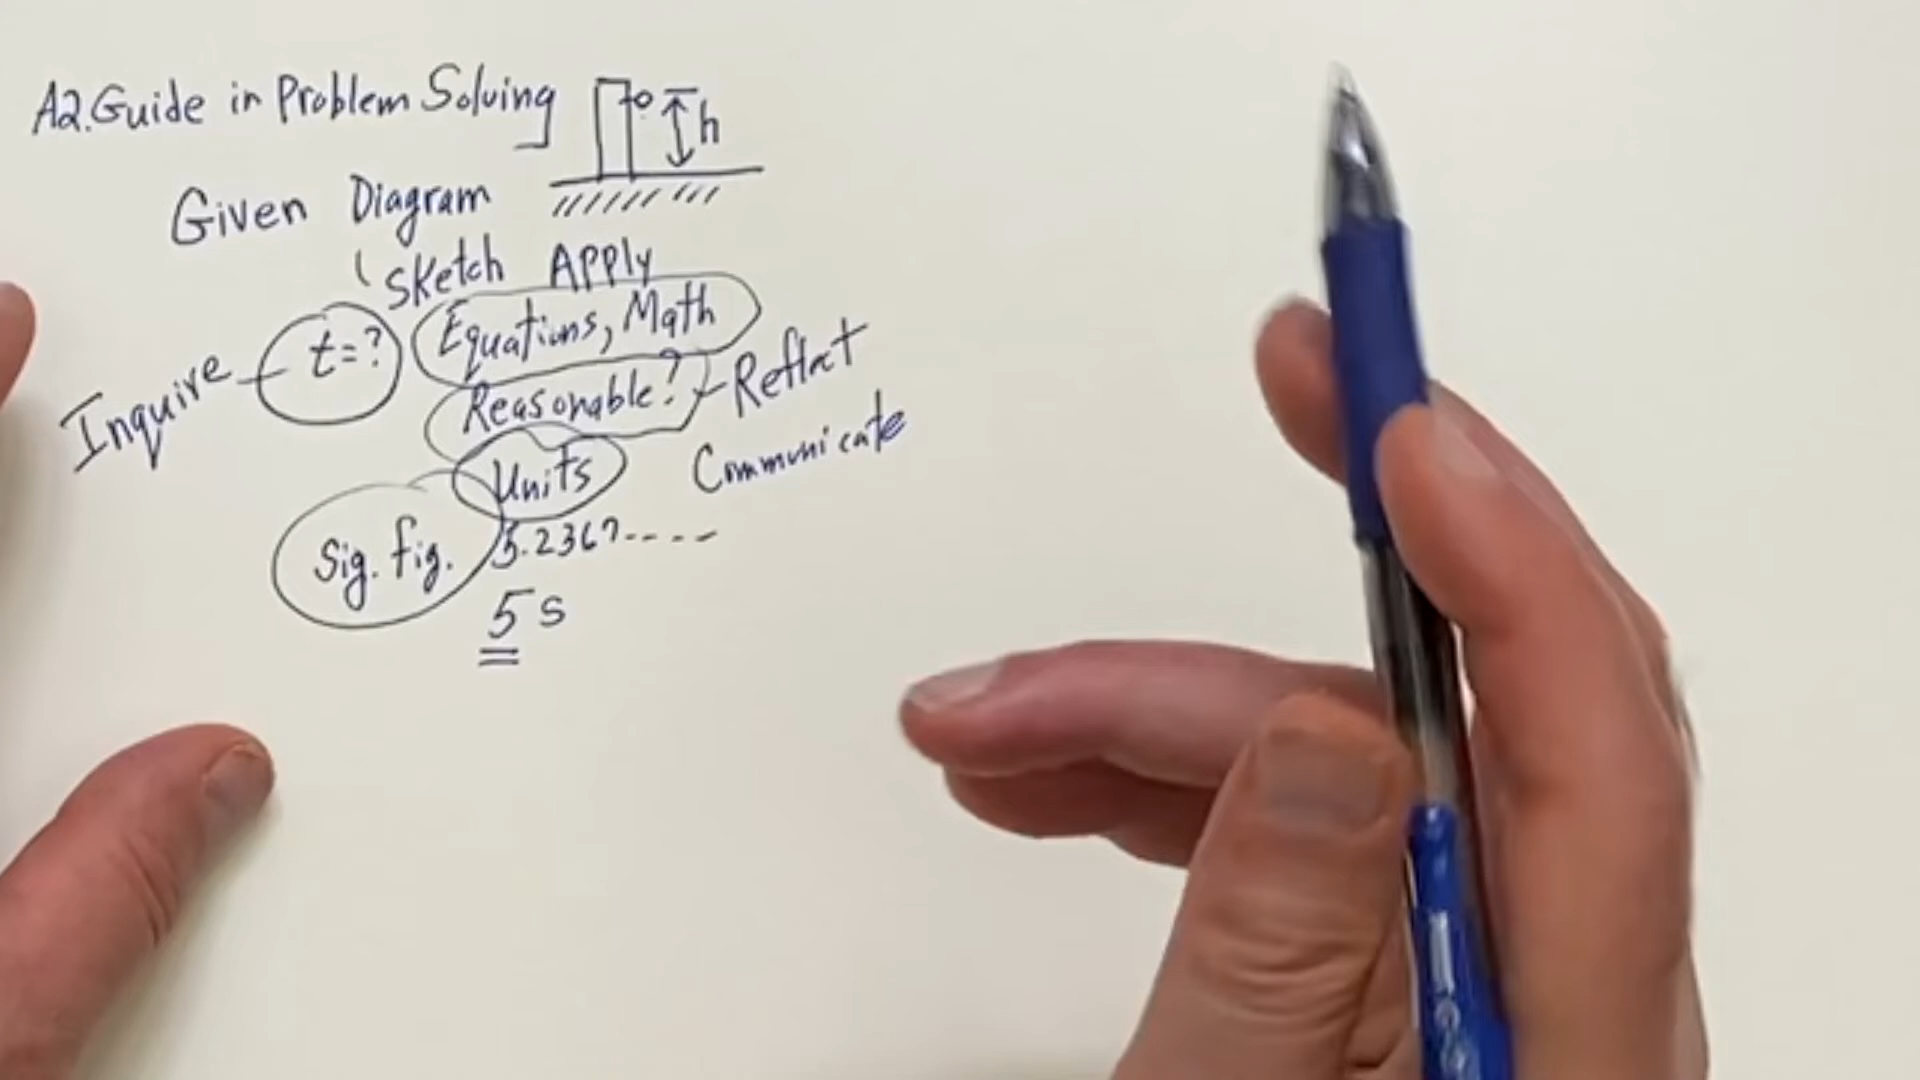 A2. Guide in Problem Solving
h
Given Diagram
Sketch Apply
Inquire t=? Equations, Math
Reasonable? Reflect
Units Communicate
Sig. fig. 5.2367....
5 s